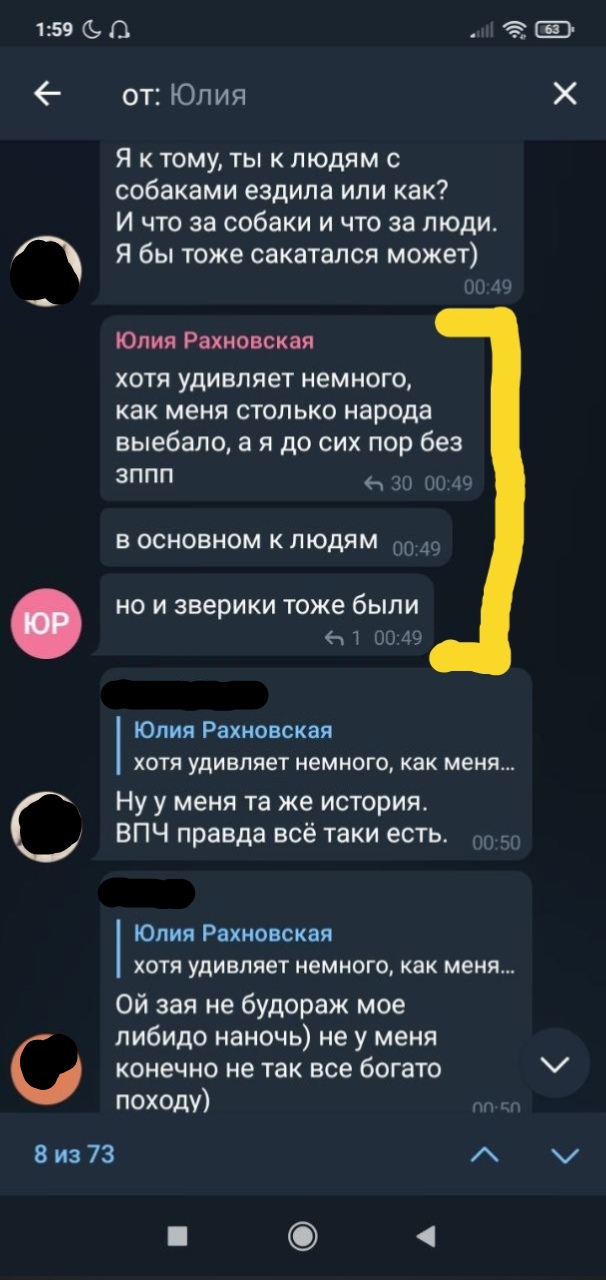 1:59
63
от: Юлия
Я к тому, ты к людям с
собаками ездила или как?
И что за собаки и что за люди.
Я бы тоже сакатался может)
00:49
Юлия Рахновская
хотя удивляет немного,
как меня столько народа
выебало, а я до сих пор без
зппп
30 00:49
в основном к людям 00:49
ЮР
но и зверики тоже были
1 00:49
Юлия Рахновская
хотя удивляет немного, как меня...
Ну у меня та же история.
ВПЧ правда всё таки есть. 00:50
Юлия Рахновская
хотя удивляет немного, как меня...
Ой зая не будораж мое
либидо наночь) не у меня
конечно не так все богато
походу)
00:50
8 из 73